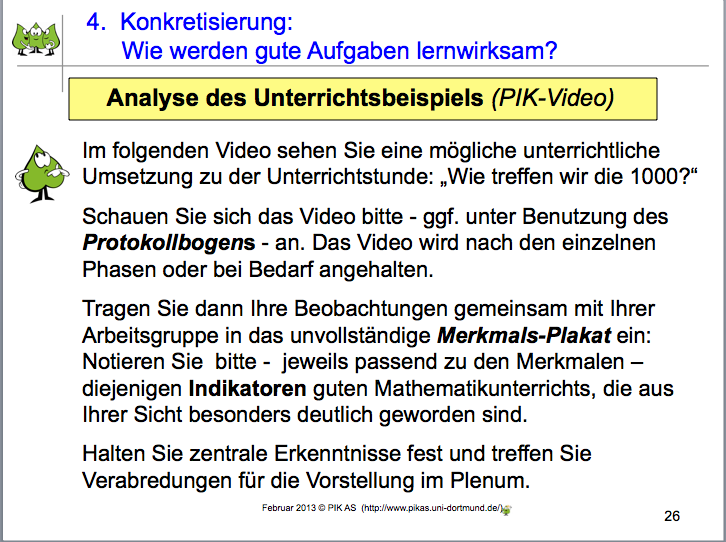 4. Konkretisierung:
Wie werden gute Aufgaben lernwirksam?
Analyse des Unterrichtsbeispiels (PIK-Video)
Im folgenden Video sehen Sie eine mögliche unterrichtliche
Umsetzung zu der Unterrichtstunde: „Wie treffen wir die 1000?“
Schauen Sie sich das Video bitte - ggf. unter Benutzung des
Protokollbogens - an. Das Video wird nach den einzelnen
Phasen oder bei Bedarf angehalten.
Tragen Sie dann Ihre Beobachtungen gemeinsam mit Ihrer
Arbeitsgruppe in das unvollständige Merkmals-Plakat ein:
Notieren Sie bitte - jeweils passend zu den Merkmalen –
diejenigen Indikatoren guten Mathematikunterrichts, die aus
Ihrer Sicht besonders deutlich geworden sind.
Halten Sie zentrale Erkenntnisse fest und treffen Sie
Verabredungen für die Vorstellung im Plenum.
Februar 2013 © PIK AS (http://www.pikas.uni-dortmund.de/)
26